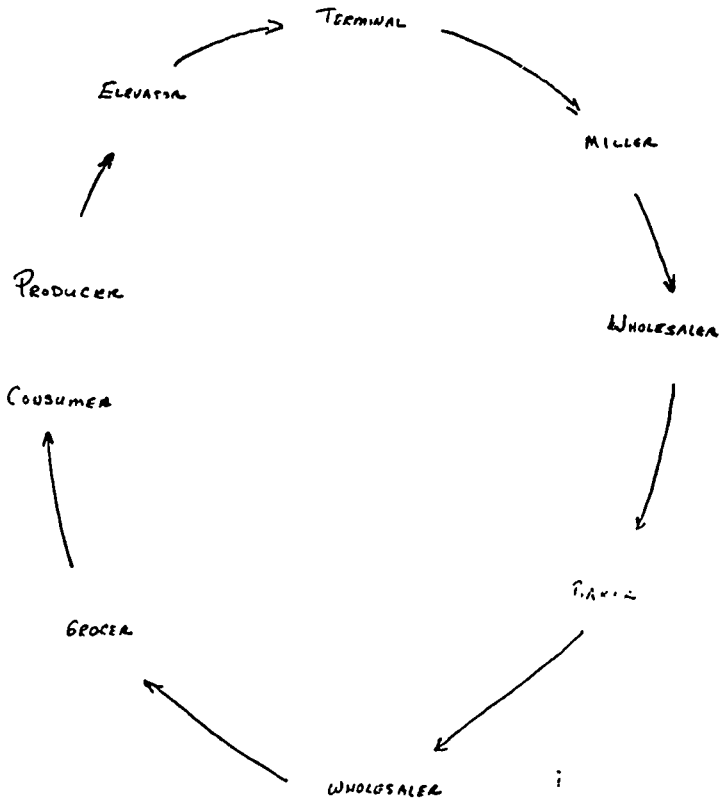 TERMINAL
ELEVATOR
MILLER
PRODUCER
WHOLESALER
CONSUMER
GROCER
WHOLESALER